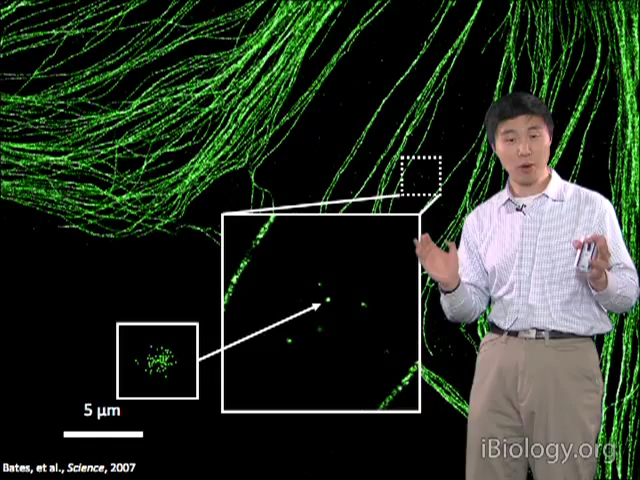 5 µm
iBiology.org
Bates, et al., Science, 2007